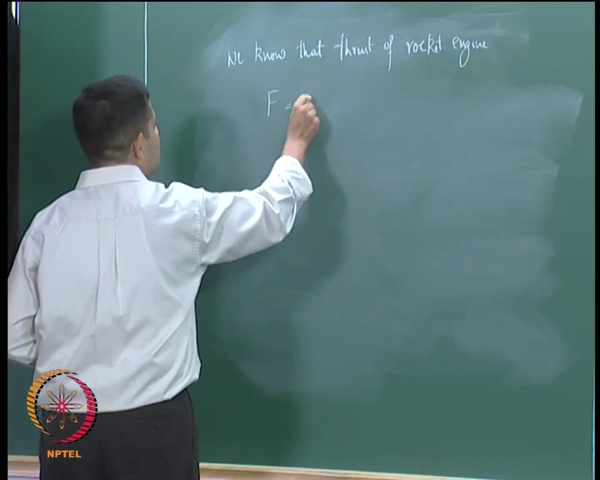 We know that thrust of rocket engine
F =
NPTEL